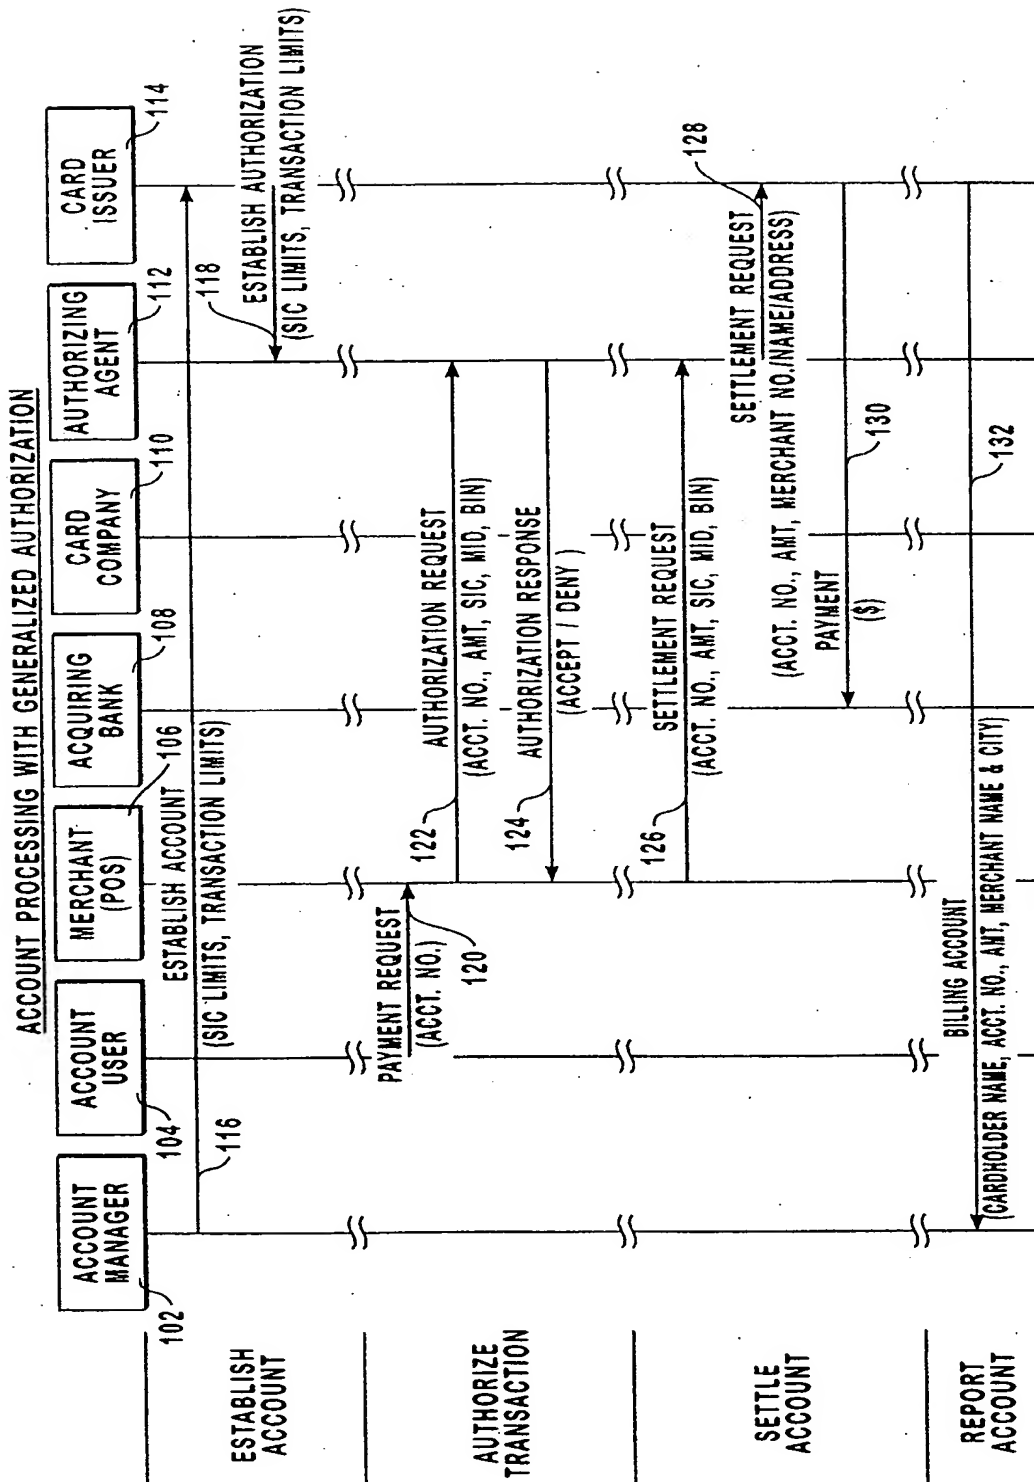 ACCOUNT PROCESSING WITH GENERALIZED AUTHORIZATION
ACCOUNT
MANAGER
102
ACCOUNT
USER
104
MERCHANT
(POS)
106
ACQUIRING
BANK
108
CARD
COMPANY
110
AUTHORIZING
AGENT
112
CARD
ISSUER
114
ESTABLISH
ACCOUNT
116
ESTABLISH ACCOUNT
(SIC LIMITS, TRANSACTION LIMITS)
118
ESTABLISH AUTHORIZATION
(SIC LIMITS, TRANSACTION LIMITS)
AUTHORIZE
TRANSACTION
PAYMENT REQUEST
(ACCT. NO.)
120
122
AUTHORIZATION REQUEST
(ACCT. NO., AMT, SIC, MID, BIN)
124
AUTHORIZATION RESPONSE
(ACCEPT / DENY)
SETTLE
ACCOUNT
126
SETTLEMENT REQUEST
(ACCT. NO., AMT, SIC, MID, BIN)
SETTLEMENT REQUEST
128
(ACCT. NO., AMT, MERCHANT NO./NAME/ADDRESS)
PAYMENT
($)
130
REPORT
ACCOUNT
BILLING ACCOUNT
132
(CARDHOLDER NAME, ACCT. NO., AMT, MERCHANT NAME & CITY)